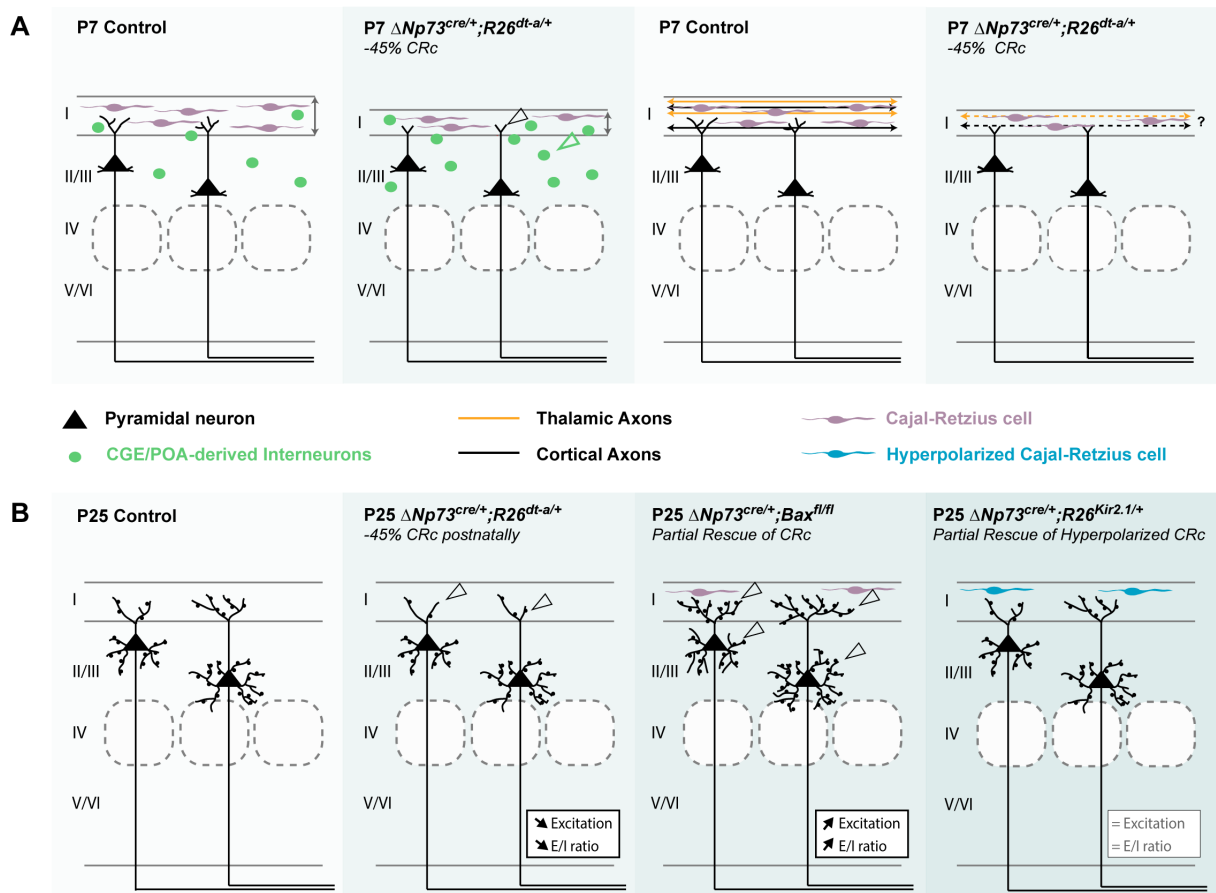 A
P7 Control
P7 ΔNp73cre/+;R26dt-a/+
-45% CRc
P7 Control
P7 ΔNp73cre/+;R26dt-a/+
-45% CRc
I
II/III
IV
V/VI
I
II/III
IV
V/VI
I
II/III
IV
V/VI
I
?
II/III
IV
V/VI
Pyramidal neuron
Thalamic Axons
Cajal-Retzius cell
CGE/POA-derived Interneurons
Cortical Axons
Hyperpolarized Cajal-Retzius cell
B
P25 Control
P25 ΔNp73cre/+;R26dt-a/+
-45% CRc postnatally
P25 ΔNp73cre/+;Baxfl/fl
Partial Rescue of CRc
P25 ΔNp73cre/+;R26Kir2.1/+
Partial Rescue of Hyperpolarized CRc
I
II/III
IV
V/VI
I
II/III
IV
V/VI
Excitation
E/I ratio
I
II/III
IV
V/VI
Excitation
E/I ratio
I
II/III
IV
V/VI
= Excitation
= E/I ratio